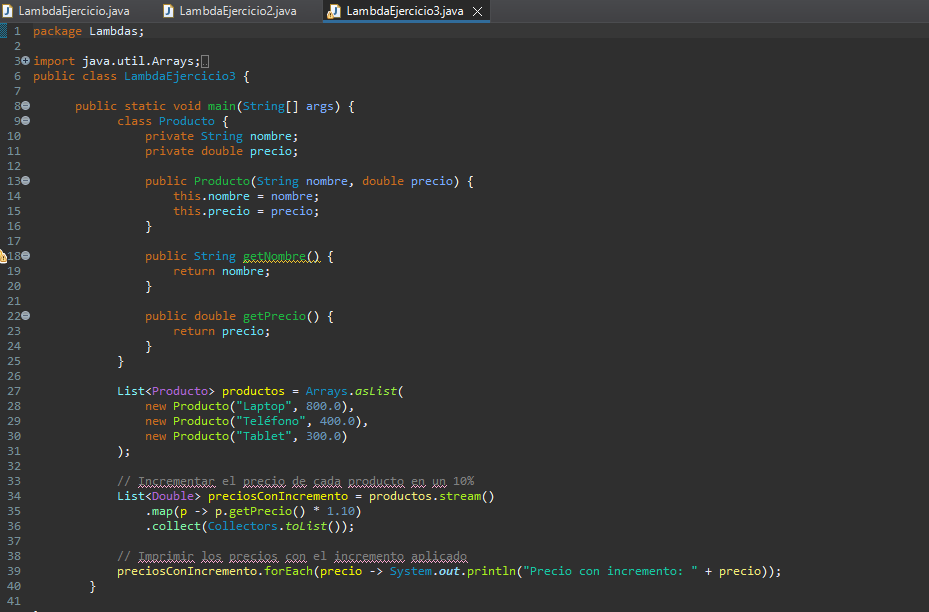 LambdaEjercicio.java LambdaEjercicio2.java LambdaEjercicio3.java
1 package Lambdas;
2
3 import java.util.Arrays;
6 public class LambdaEjercicio3 {
7
8 public static void main(String[] args) {
9 class Producto {
10 private String nombre;
11 private double precio;
12
13 public Producto(String nombre, double precio) {
14 this.nombre = nombre;
15 this.precio = precio;
16 }
17
18 public String getNombre() {
19 return nombre;
20 }
21
22 public double getPrecio() {
23 return precio;
24 }
25 }
26
27 List<Producto> productos = Arrays.asList(
28 new Producto("Laptop", 800.0),
29 new Producto("Teléfono", 400.0),
30 new Producto("Tablet", 300.0)
31 );
32
33 // Incrementar el precio de cada producto en un 10%
34 List<Double> preciosConIncremento = productos.stream()
35 .map(p -> p.getPrecio() * 1.10)
36 .collect(Collectors.toList());
37
38 // Imprimir los precios con el incremento aplicado
39 preciosConIncremento.forEach(precio -> System.out.println("Precio con incremento: " + precio));
40 }
41